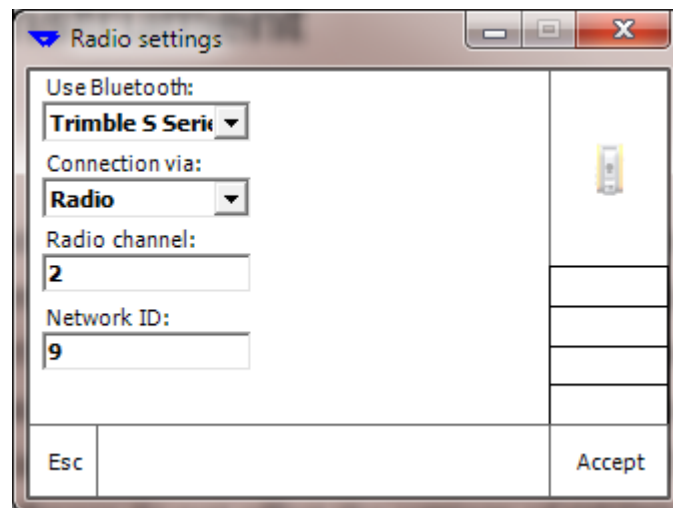 Radio settings
Use Bluetooth:
Trimble S Serie
Connection via:
Radio
Radio channel:
2
Network ID:
9
Esc
Accept